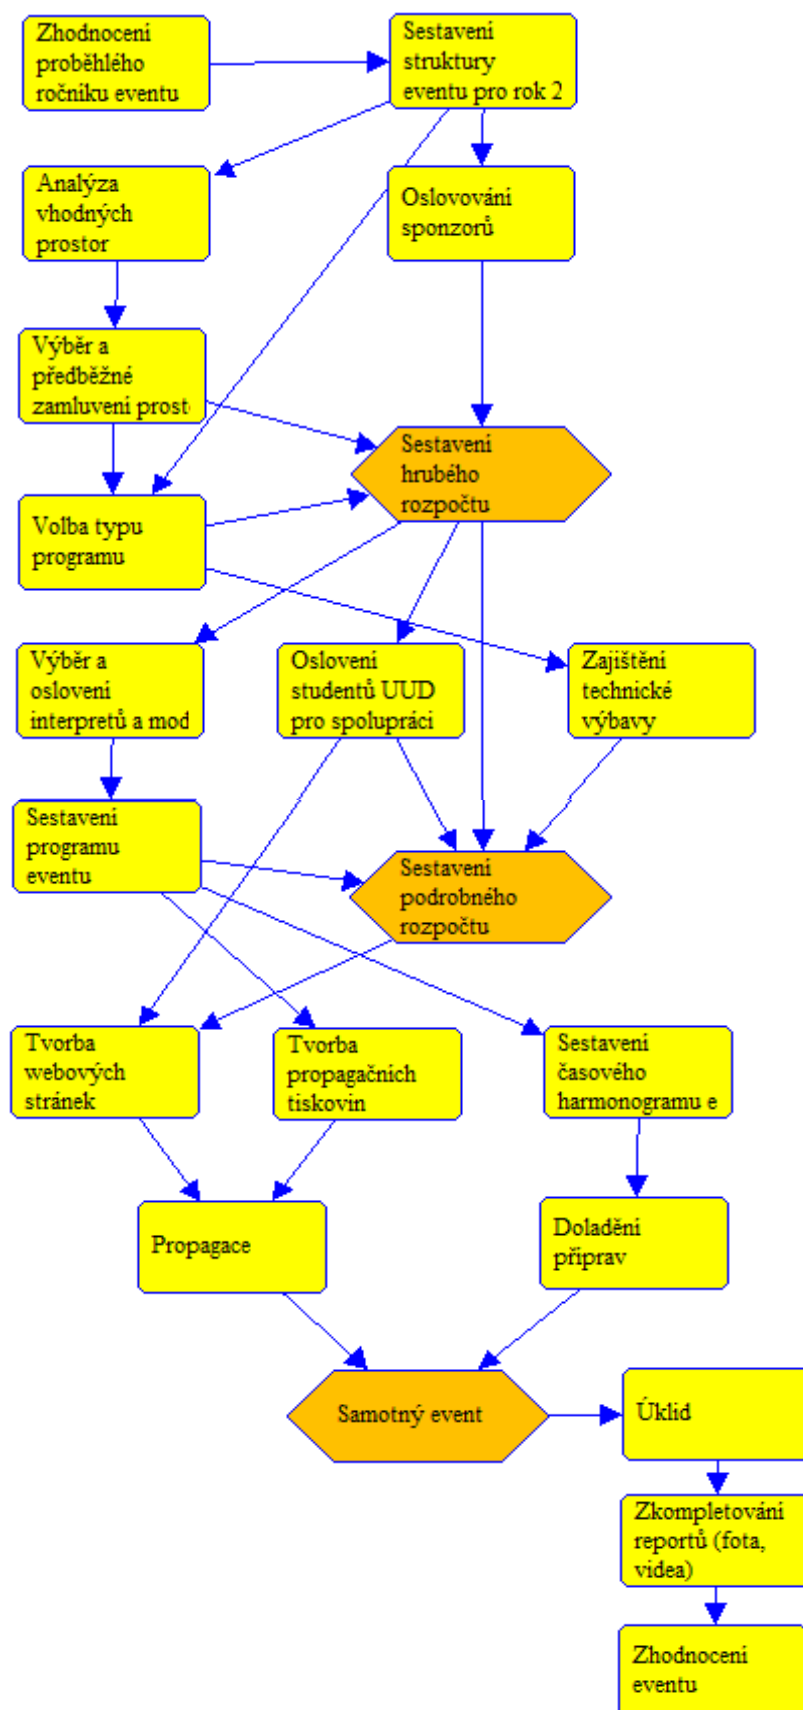 Zhodnocení
proběhlého
ročníku eventu
Sestavení
struktury
eventu pro rok 2
Analýza
vhodných
prostor
Oslovování
sponzorů
Výběr a
předběžné
zamluvení prost
Sestavení
hrubého
rozpočtu
Volba typu
programu
Výběr a
oslovení
interpretů a mod
Oslovení
studentů UUD
pro spolupráci
Zajištění
technické
výbavy
Sestavení
programu
eventu
Sestavení
podrobného
rozpočtu
Tvorba
webových
stránek
Tvorba
propagačních
tiskovin
Sestavení
časového
harmonogramu e
Propagace
Doladění
příprav
Samotný event
Úklid
Zkompletování
reportů (fota,
videa)
Zhodnocení
eventu